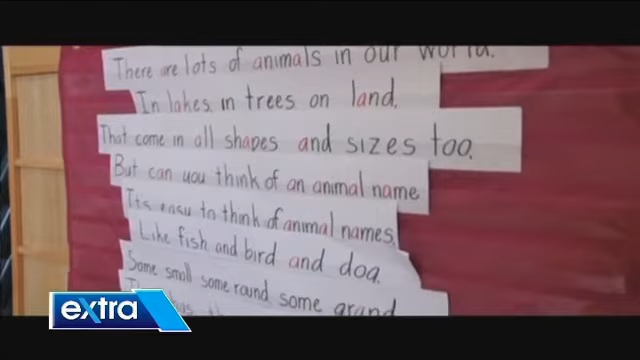 There are lots of animals in our world.
In lakes in trees on land.
That come in all shapes and sizes too.
But can you think of an animal name
It's easy to think of animal names.
Like fish and bird and dog.
Some small some round some grand
extra